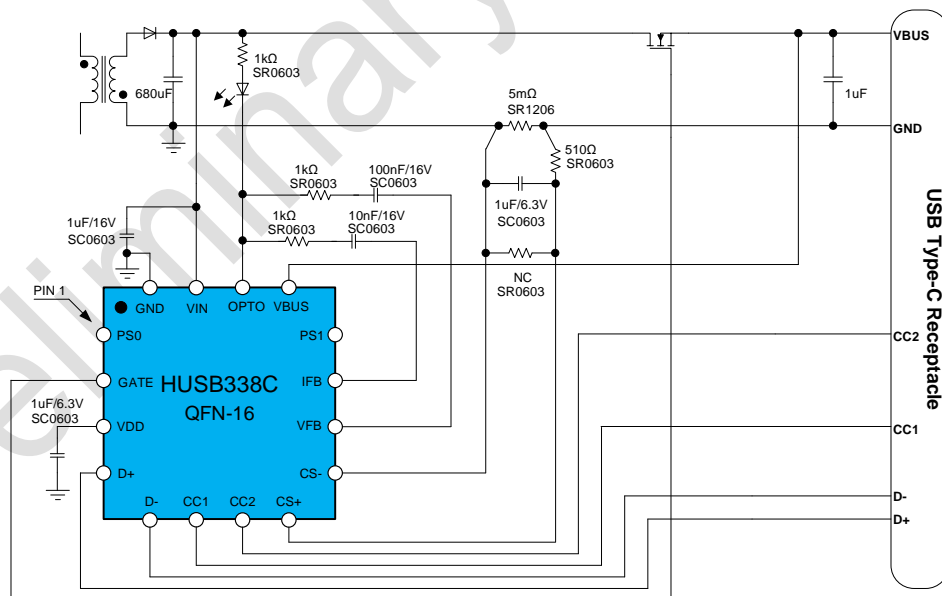 eliminary
VBUS
1kΩ
SR0603
680uF
5mΩ
SR1206
1uF
GND
510Ω
SR0603
1kΩ
SR0603
100nF/16V
SC0603
1uF/6.3V
SC0603
1kΩ
SR0603
10nF/16V
SC0603
1uF/16V
SC0603
NC
SR0603
USB Type-C Receptacle
PIN 1
GND
VIN
OPTO
VBUS
PS0
PS1
CC2
GATE
HUSB338C
IFB
QFN-16
1uF/6.3V
SC0603
VDD
VFB
CC1
D+
CS-
D-
CC1
CC2
CS+
D-
D+